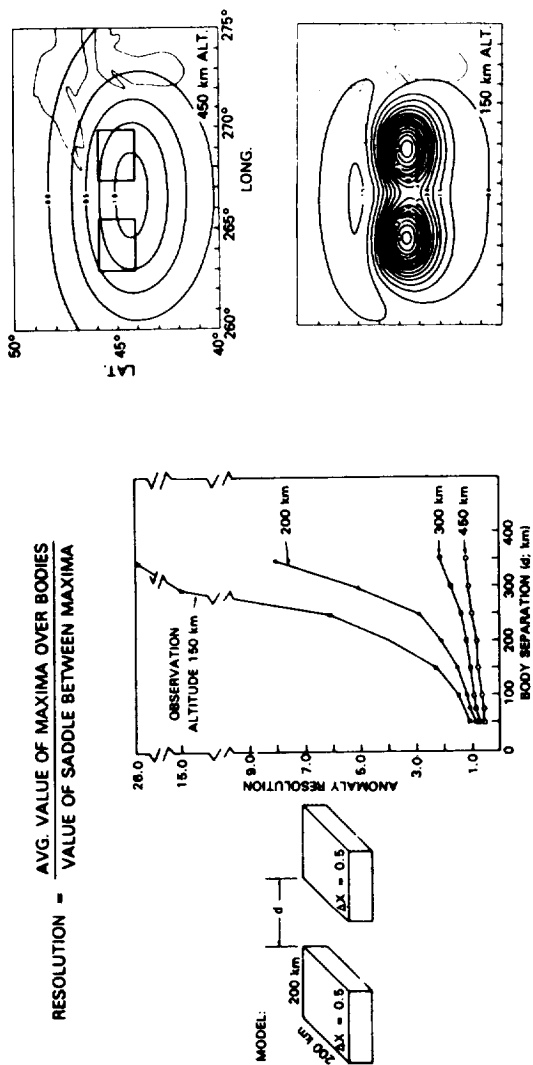 RESOLUTION = AVG. VALUE OF MAXIMA OVER BODIES
VALUE OF SADDLE BETWEEN MAXIMA
MODEL:
200 km
200 km
ΔX = 0.5
d
ΔX = 0.5
ANOMALY RESOLUTION
26.0
15.0
9.0
7.0
5.0
3.0
1.0
0
100
200
300
400
BODY SEPARATION (d; km)
OBSERVATION
ALTITUDE 150 km
200 km
300 km
450 km
50°
LAT.
45°
40°
260°
265°
270°
275°
LONG.
450 km ALT.
150 km ALT.